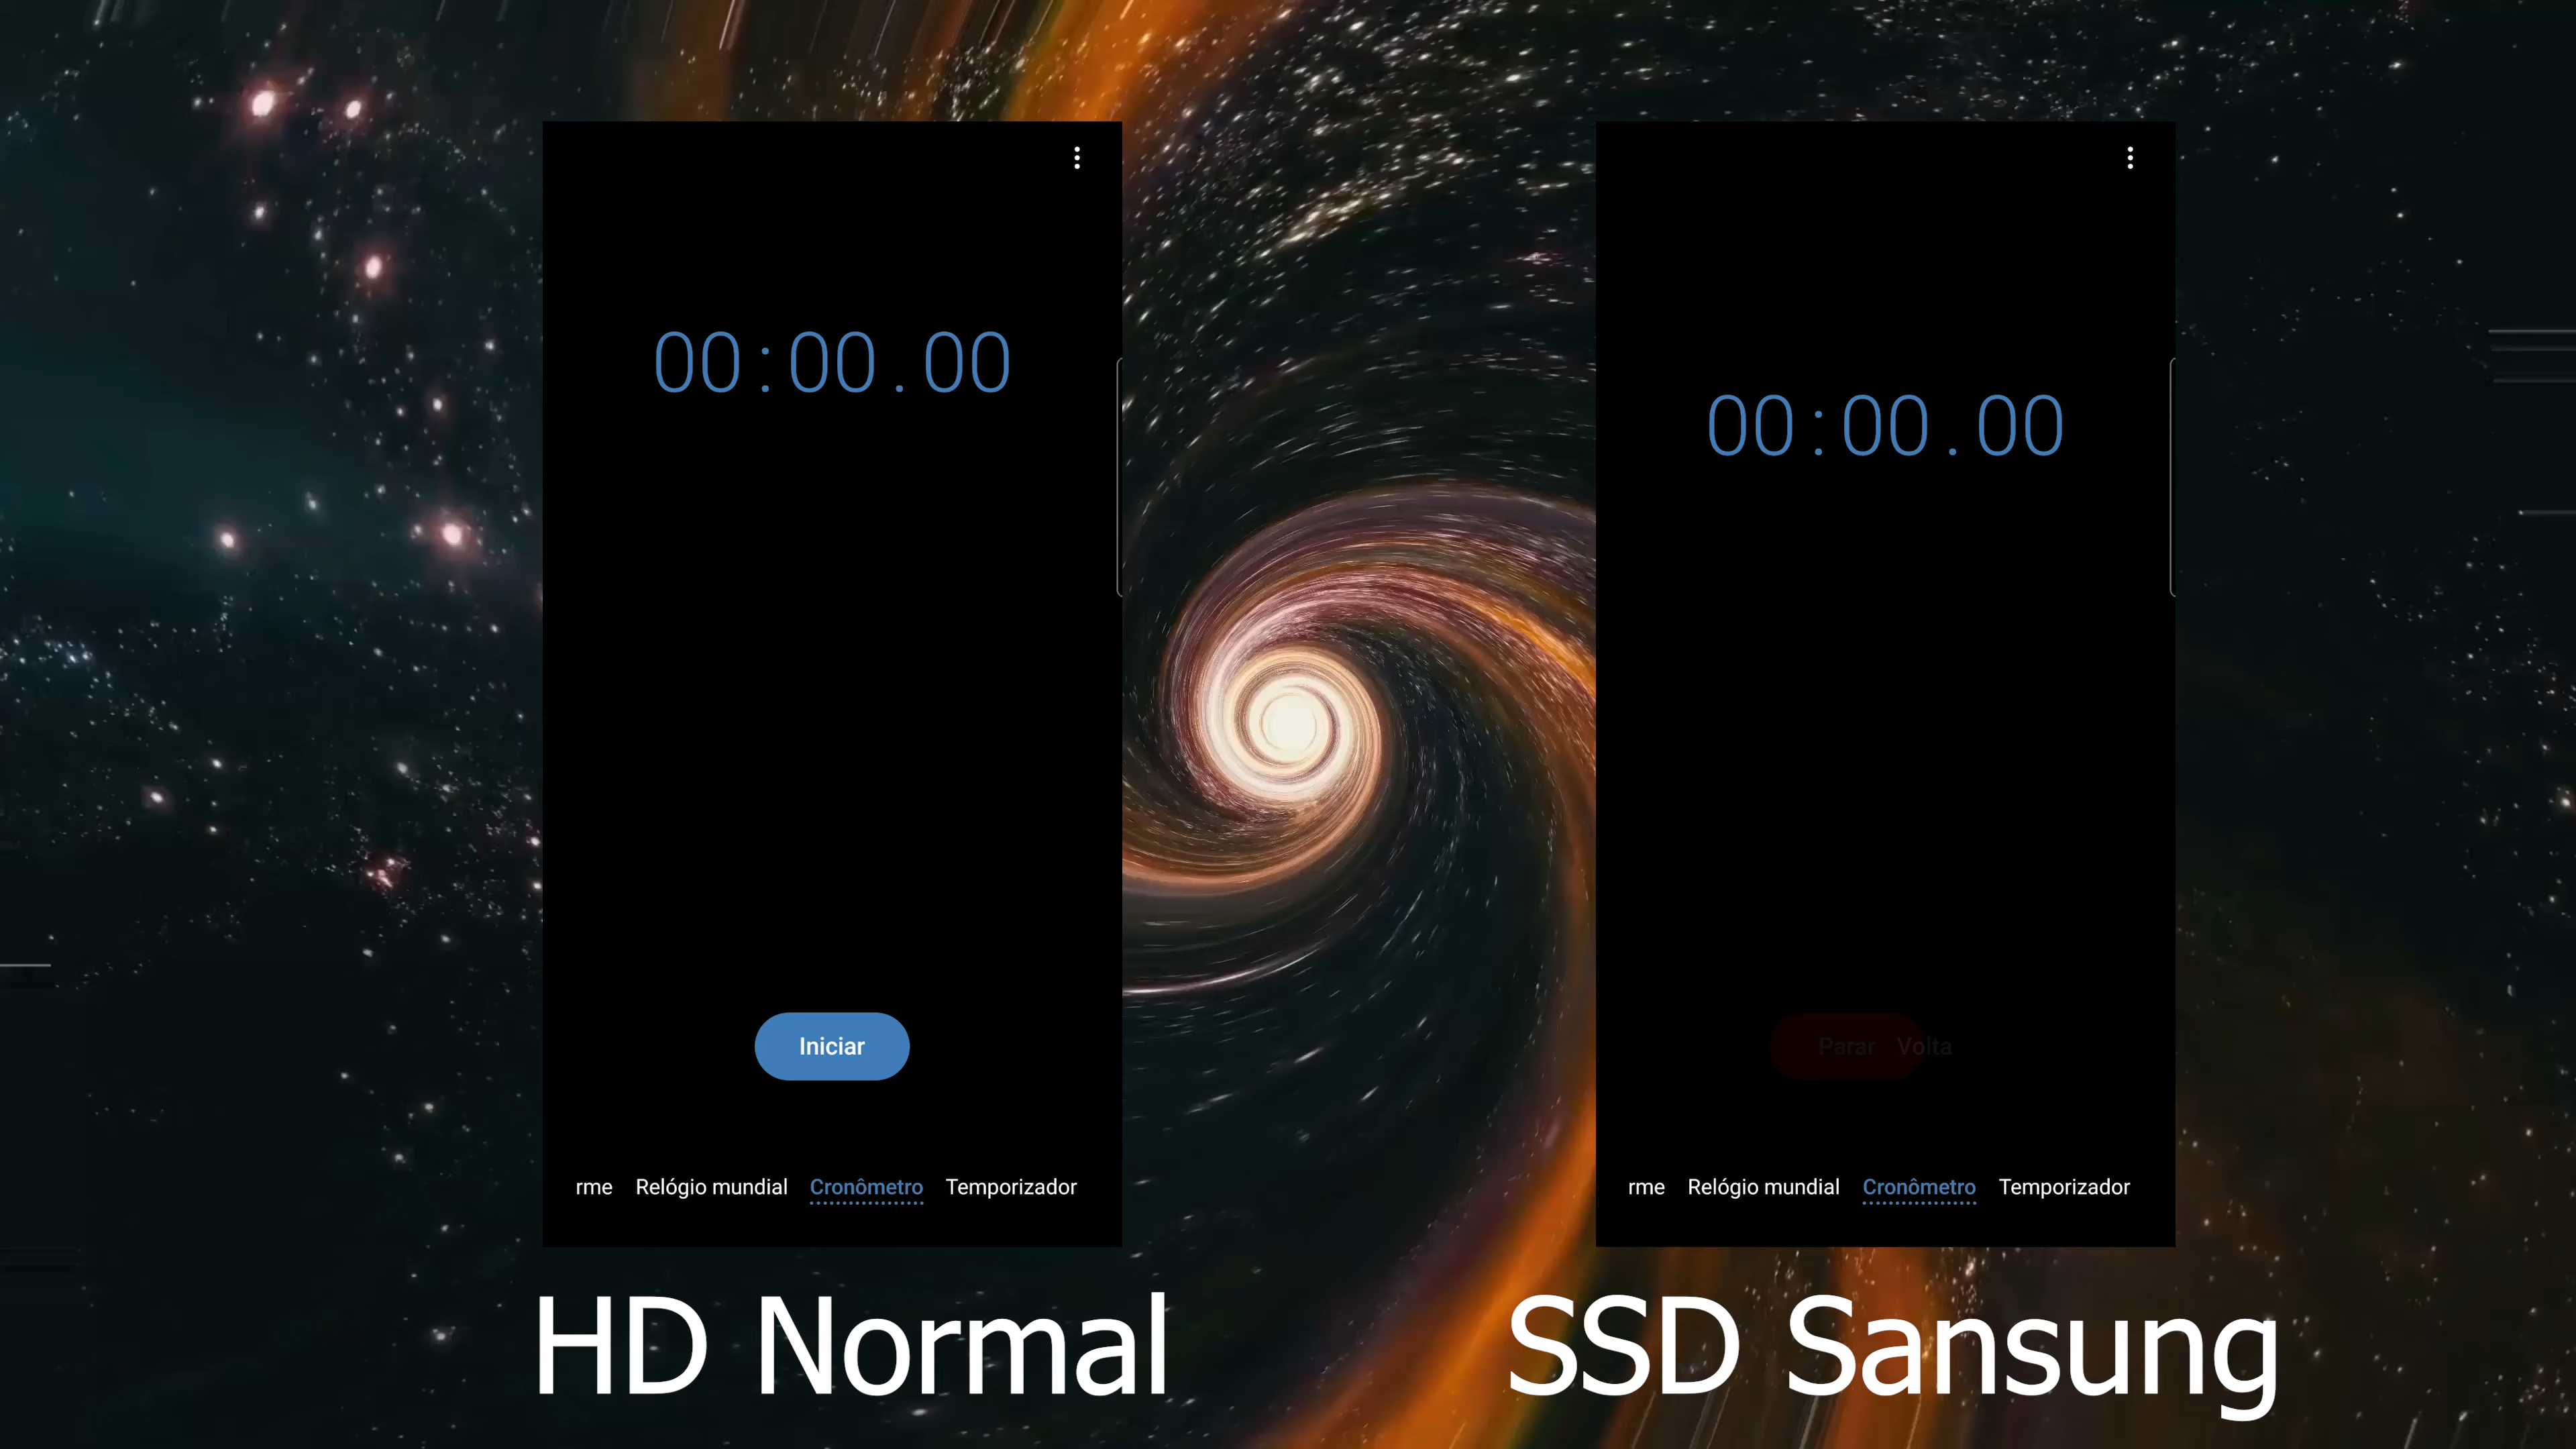 00:00.00
Iniciar
rme Relógio mundial Cronômetro Temporizador
HD Normal
00:00.00
Parar Volta
rme Relógio mundial Cronômetro Temporizador
SSD Sansung